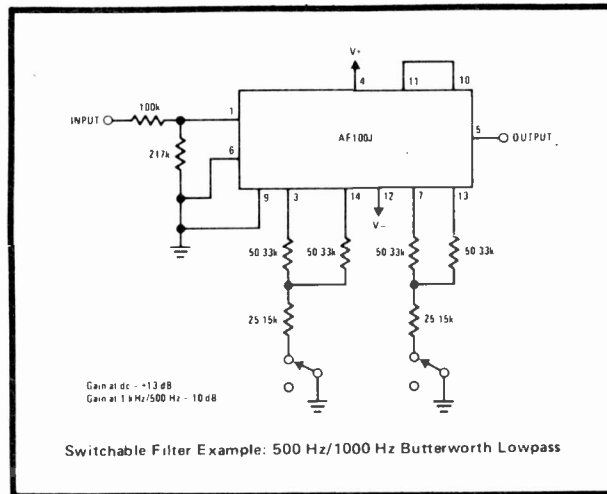 V+
4
11
10
INPUT
100k
1
AF100J
5
OUTPUT
217k
6
9
3
14
12
7
13
V-
50 33k
50 33k
50 33k
50 33k
25 15k
25 15k
Gain at dc - +13 dB
Gain at 1 kHz/500 Hz - 10 dB
Switchable Filter Example: 500 Hz/1000 Hz Butterworth Lowpass